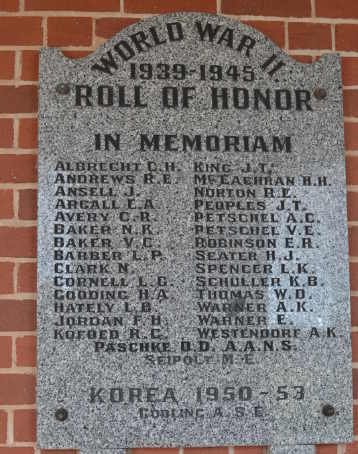 WORLD WAR II
1939-1945
ROLL OF HONOR
IN MEMORIAM
ALBRECHT C.H. KING J.T.
ANDREWS R.E. McEACHRAN H.H.
ANSELL J. NORTON R.E.
ARGALL E.A. PEOPLES J.T.
AVERY C.R. PETSCHEL A.C.
BAKER N.K. PETSCHEL V.E.
BAKER V.C. ROBINSON E.R.
BARBER L.P. SEATER H.J.
CLARK N. SPENCER L.K.
CORNELL L.G. SCHULLER K.B.
GOODING H.A. THOMAS W.D.
HATELY L.B. WARNER A.K.
JORDAN F.H. WARNER E.
KOFOED R.C. WESTENDORF A.K.
PASCHKE O.D. A.A.N.S.
SEIPOLT M.E.
KOREA 1950-53
GODLING A.S.E.